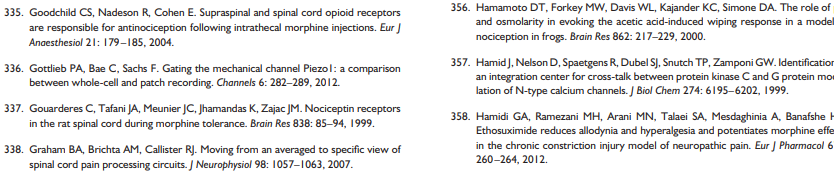 335. Goodchild CS, Nadeson R, Cohen E. Supraspinal and spinal cord opioid receptors
are responsible for antinociception following intrathecal morphine injections. Eur J
Anaesthesiol 21: 179–185, 2004.
336. Gottlieb PA, Bae C, Sachs F. Gating the mechanical channel Piezo1: a comparison
between whole-cell and patch recording. Channels 6: 282–289, 2012.
337. Gouarderes C, Tafani JA, Meunier JC, Jhamandas K, Zajac JM. Nociceptin receptors
in the rat spinal cord during morphine tolerance. Brain Res 838: 85–94, 1999.
338. Graham BA, Brichta AM, Callister RJ. Moving from an averaged to specific view of
spinal cord pain processing circuits. J Neurophysiol 98: 1057–1063, 2007.
356. Hamamoto DT, Forkey MW, Davis WL, Kajander KC, Simone DA. The role of
and osmolarity in evoking the acetic acid-induced wiping response in a model
nociception in frogs. Brain Res 862: 217–229, 2000.
357. Hamid J, Nelson D, Spaetgens R, Dubel SJ, Snutch TP, Zamponi GW. Identification
an integration center for cross-talk between protein kinase C and G protein mo
lation of N-type calcium channels. J Biol Chem 274: 6195–6202, 1999.
358. Hamidi GA, Ramezani MH, Arani MN, Talaei SA, Mesdaghinia A, Banafshe H
Ethosuximide reduces allodynia and hyperalgesia and potentiates morphine effe
in the chronic constriction injury model of neuropathic pain. Eur J Pharmacol 6
260–264, 2012.